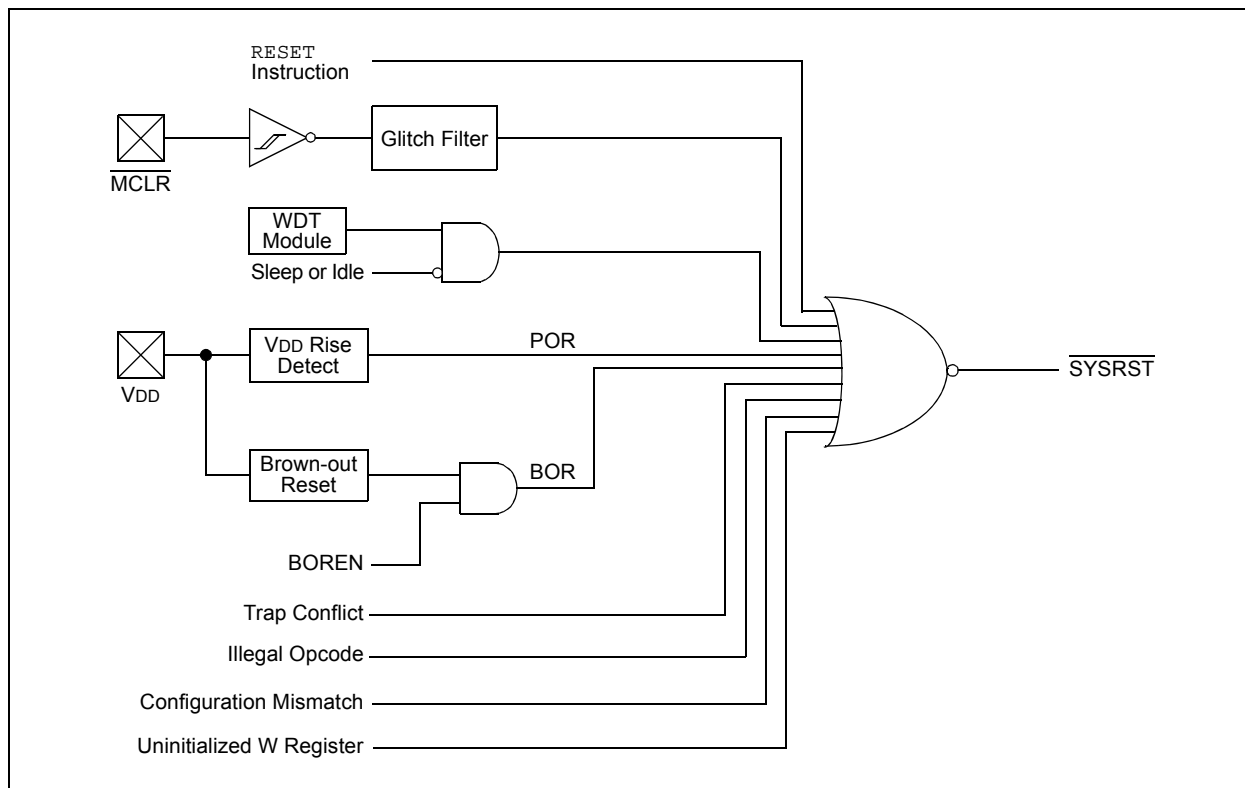 RESET
Instruction
Glitch Filter
MCLR
WDT
Module
Sleep or Idle
VDD Rise
Detect
POR
SYSRST
VDD
Brown-out
Reset
BOR
BOREN
Trap Conflict
Illegal Opcode
Configuration Mismatch
Uninitialized W Register